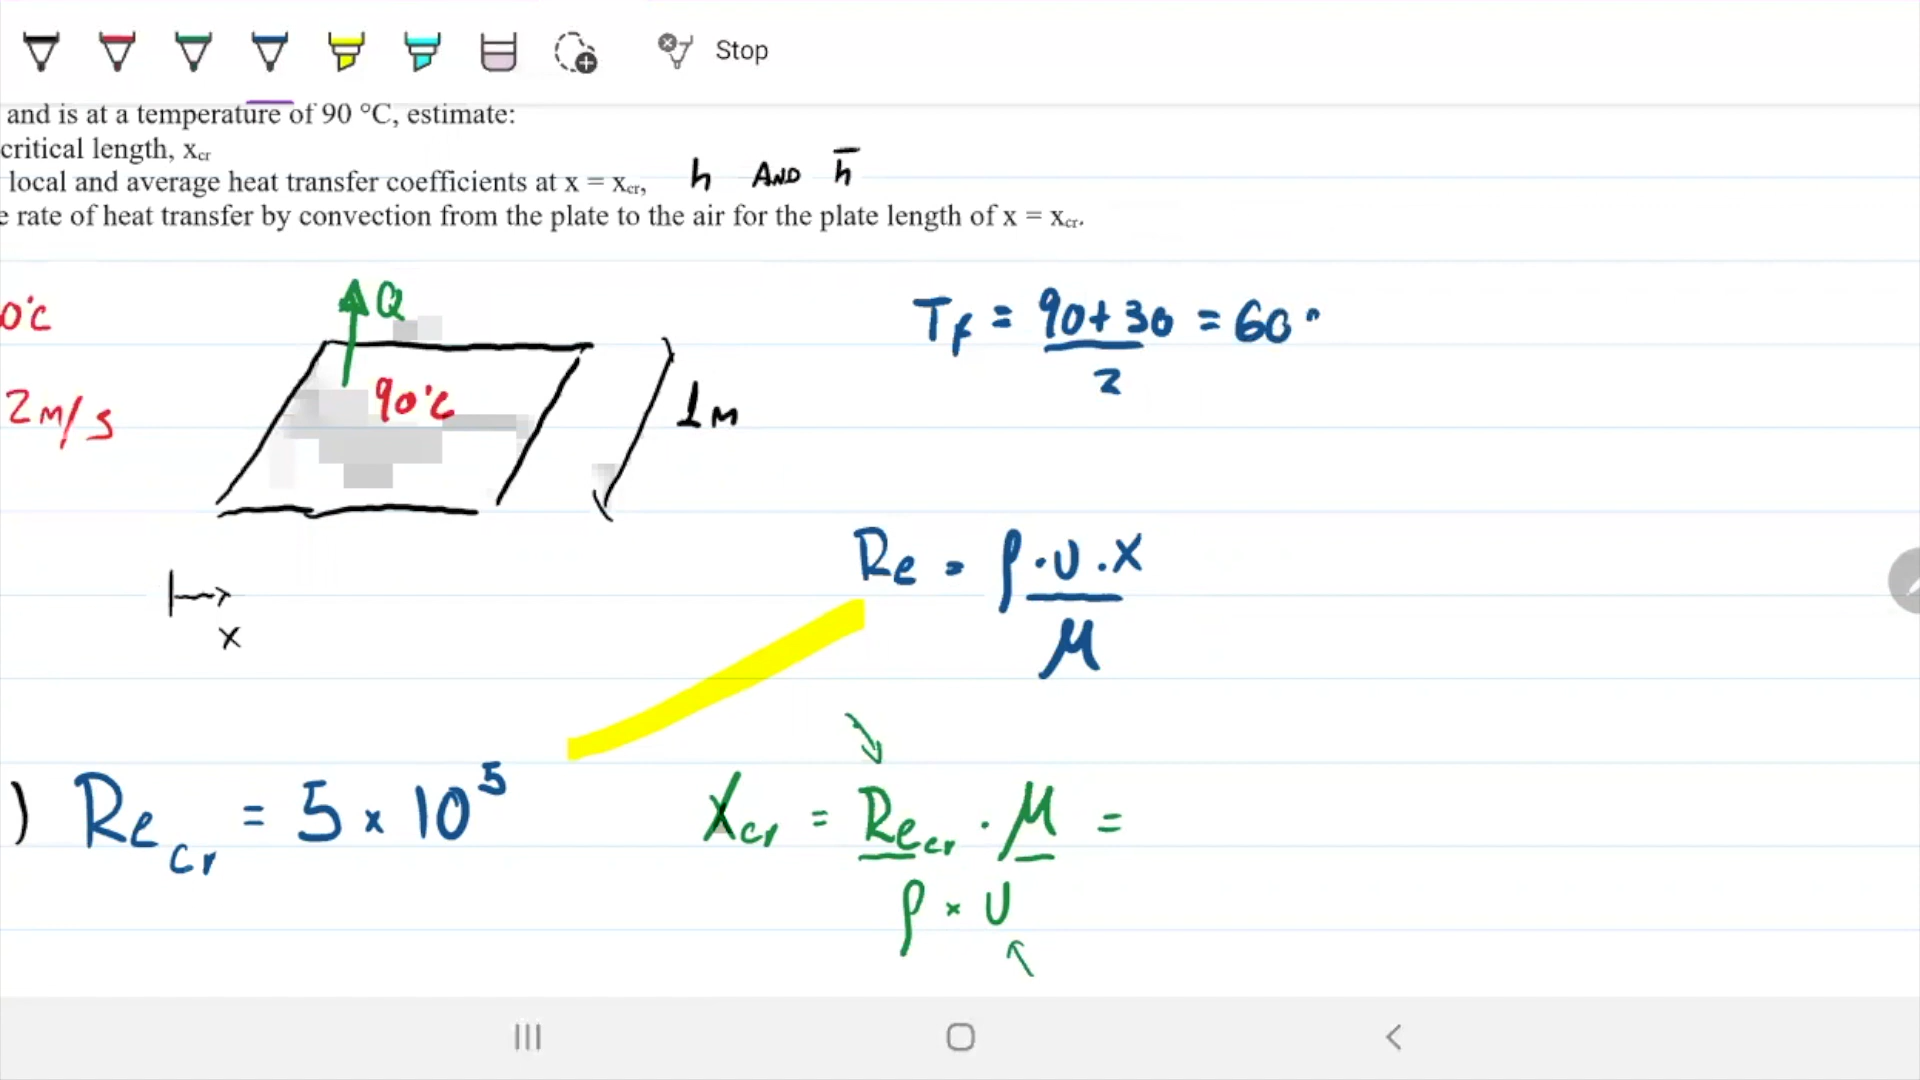 Stop
and is at a temperature of 90 °C, estimate:
critical length, xcr
local and average heat transfer coefficients at x = xcr, h AND h̅
e rate of heat transfer by convection from the plate to the air for the plate length of x = xcr.
0°C
Q
Tf = 90+30 = 60°
2
90°C
2m/s
1m
Re = ρ.U.x
μ
x
) Recr = 5 × 10⁵
Xcr = Recr . μ =
ρ × U